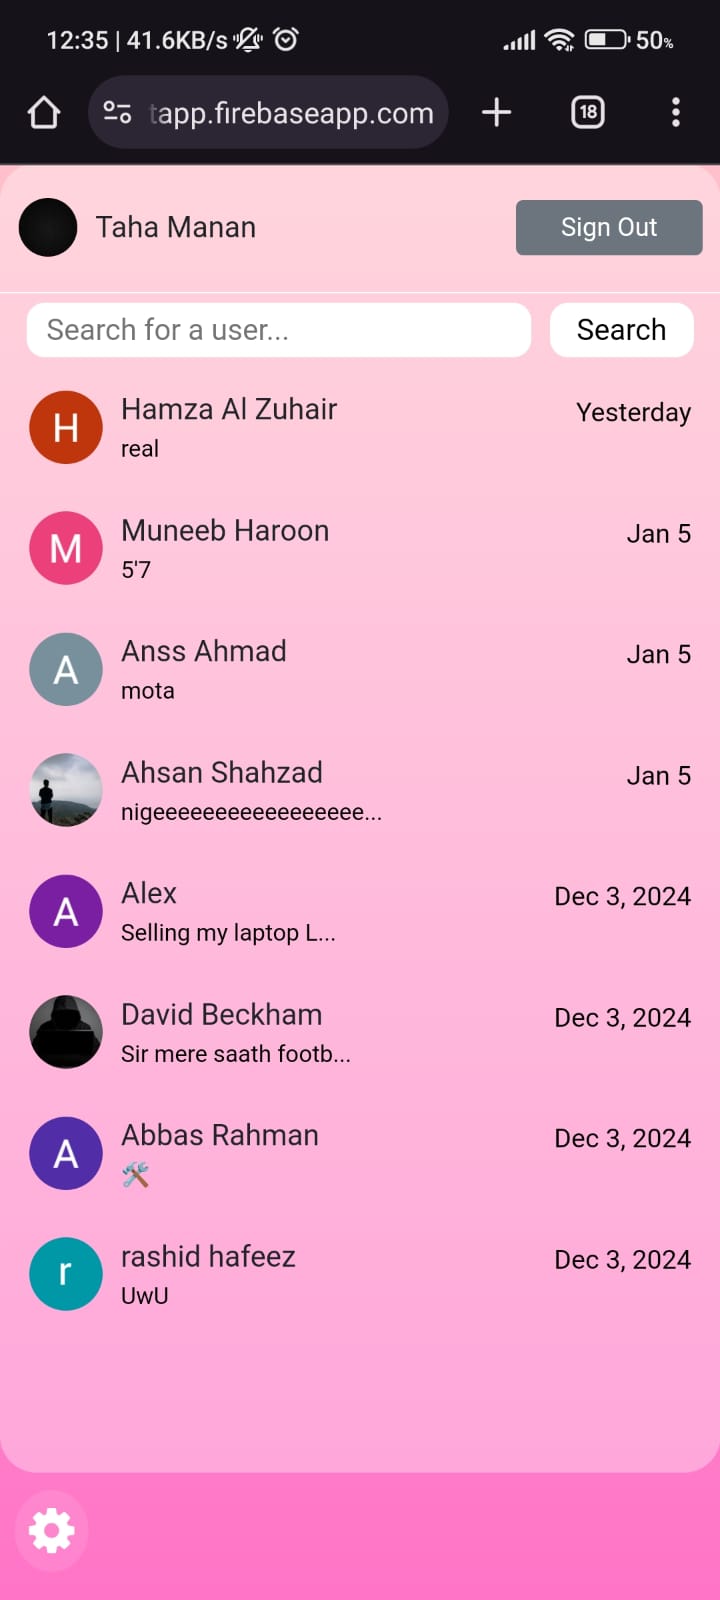 12:35 | 41.6KB/s
50%
tapp.firebaseapp.com
18
Taha Manan
Sign Out
Search for a user...
Search
H
Hamza Al Zuhair
Yesterday
real
M
Muneeb Haroon
Jan 5
5'7
A
Anss Ahmad
Jan 5
mota
Ahsan Shahzad
Jan 5
nigeeeeeeeeeeeeeeeee...
A
Alex
Dec 3, 2024
Selling my laptop L...
David Beckham
Dec 3, 2024
Sir mere saath footb...
A
Abbas Rahman
Dec 3, 2024
🛠️
r
rashid hafeez
Dec 3, 2024
UwU